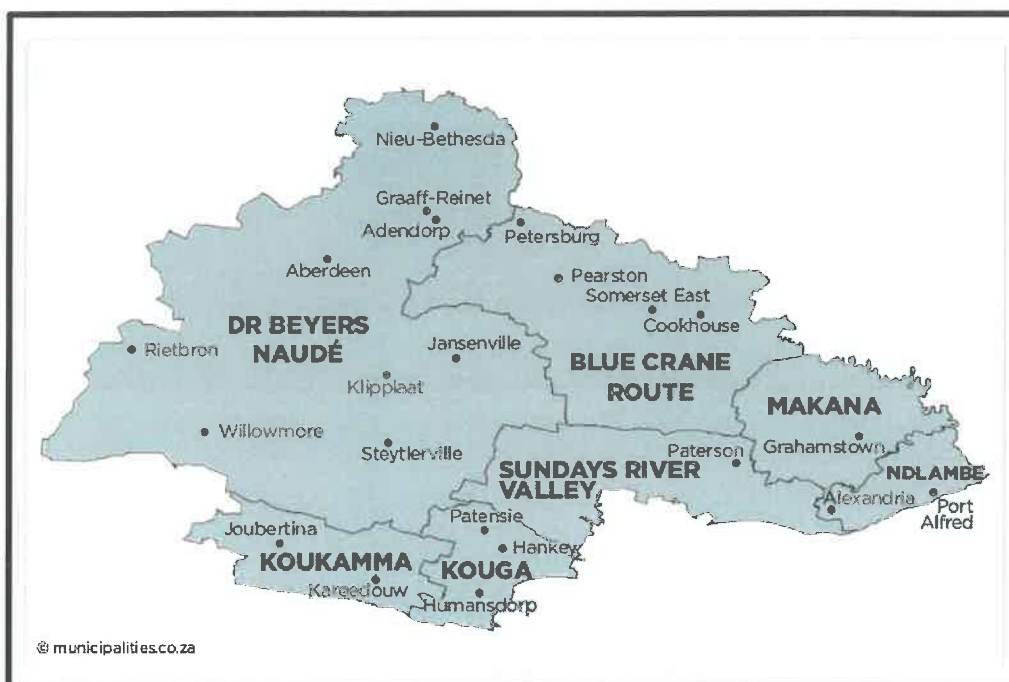 Nieu-Bethesda
Graaff-Reinet
Adendorp
Petersburg
Aberdeen
Pearston
Somerset East
Cookhouse
DR BEYERS
NAUDÉ
Rietbron
Jansenville
Klipplaat
BLUE CRANE
ROUTE
MAKANA
Willowmore
Steytlerville
Grahamstown
Paterson
SUNDAYS RIVER
VALLEY
NDLAMBE
Alexandria
Port
Alfred
Patensie
Joubertina
Hankey
KOUKAMMA
KOUGA
Kareedouw
Humansdorp
© municipalities.co.za